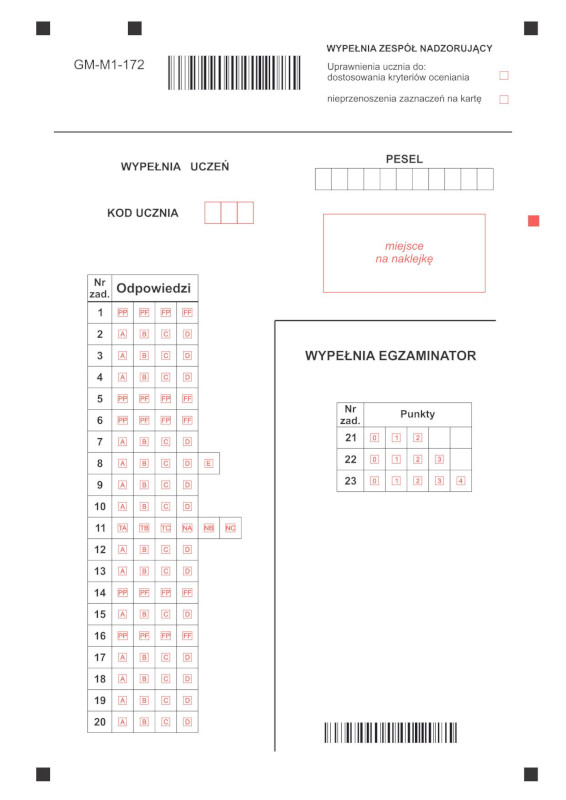 GM-M1-172
WYPEŁNIA ZESPÓŁ NADZORUJĄCY
Uprawnienia ucznia do:
dostosowania kryteriów oceniania
nieprzenoszenia zaznaczeń na kartę
WYPEŁNIA UCZEŃ
PESEL
KOD UCZNIA
miejsce
na naklejkę
Nr zad. Odpowiedzi
1 PP PF FP FF
2 A B C D
3 A B C D
4 A B C D
5 PP PF FP FF
6 PP PF FP FF
7 A B C D
8 A B C D E
9 A B C D
10 A B C D
11 TA TB TC NA NB NC
12 A B C D
13 A B C D
14 PP PF FP FF
15 A B C D
16 PP PF FP FF
17 A B C D
18 A B C D
19 A B C D
20 A B C D
WYPEŁNIA EGZAMINATOR
Nr zad. Punkty
21 0 1 2
22 0 1 2 3
23 0 1 2 3 4